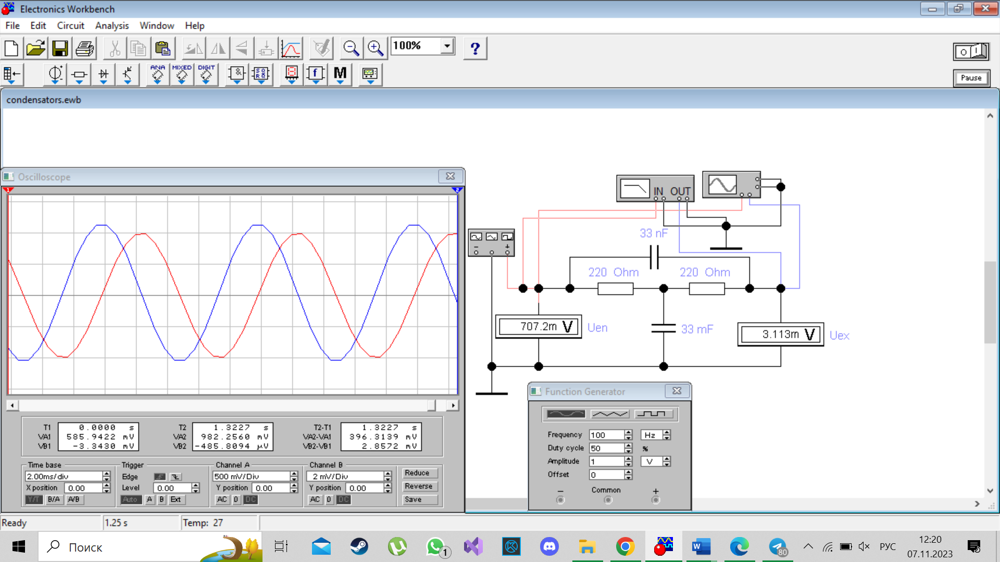 Electronics Workbench
File Edit Circuit Analysis Window Help
100%
?
ANA MIXED DIGIT
M
Pause
condensators.ewb
Oscilloscope
1 2
IN OUT
33 nF
220 Ohm 220 Ohm
707.2m V Uen
33 mF
3.113m V Uex
T1 0.0000 s
VA1 585.9422 mV
VB1 -3.3430 mV
T2 1.3227 s
VA2 982.2560 mV
VB2 -485.8094 µV
T2-T1 1.3227 s
VA2-VA1 396.3139 mV
VB2-VB1 2.8572 mV
Time base
2.00ms/div
X position 0.00
Y/T B/A A/B
Trigger
Edge
Level 0.00
Auto A B Ext
Channel A
500 mV/Div
Y position 0.00
AC 0 DC
Channel B
2 mV/Div
Y position 0.00
AC 0 DC
Reduce
Reverse
Save
Function Generator
Frequency 100 Hz
Duty cycle 50 %
Amplitude 1 V
Offset 0
− Common +
Ready 1.25 s Temp: 27
Поиск
1
W
80
РУС
12:20
07.11.2023